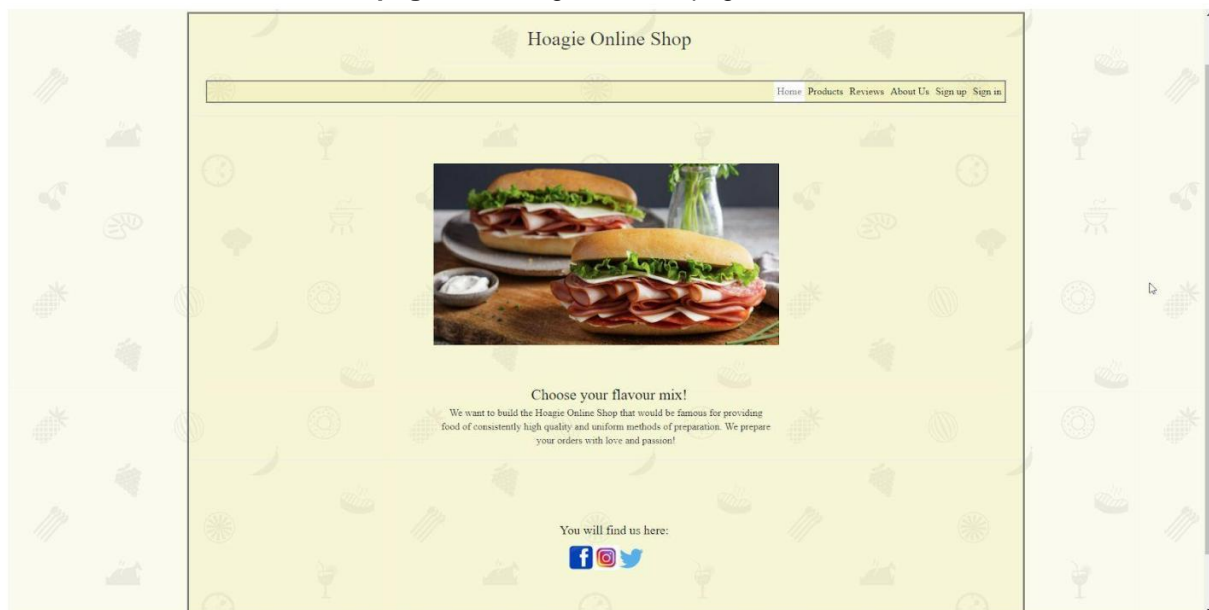 Hoagie Online Shop
Home Products Reviews About Us Sign up Sign in
Choose your flavour mix!
We want to build the Hoagie Online Shop that would be famous for providing
food of consistently high quality and uniform methods of preparation. We prepare
your orders with love and passion!
You will find us here: